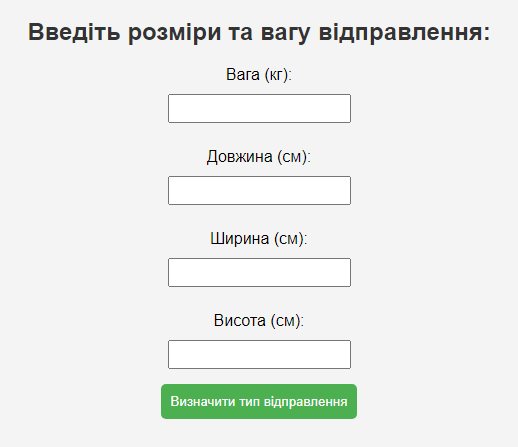 Введіть розміри та вагу відправлення:
Вага (кг):
Довжина (см):
Ширина (см):
Висота (см):
Визначити тип відправлення